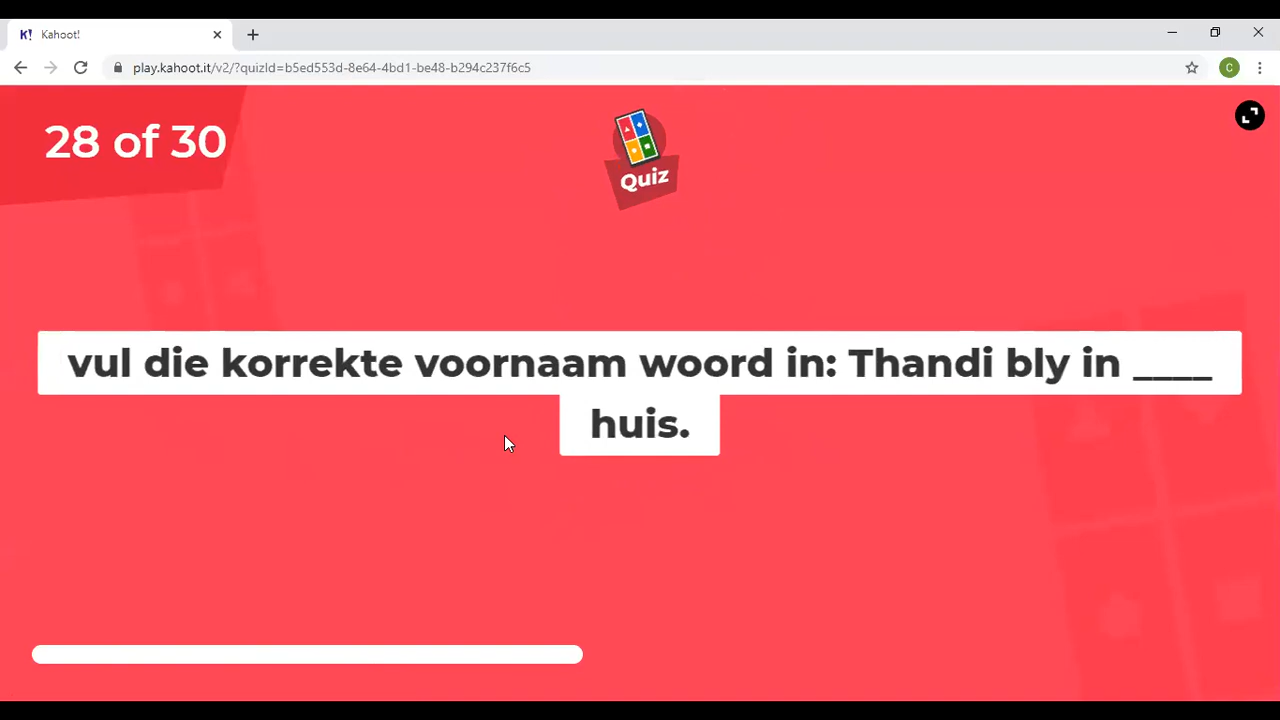 Kahoot!
play.kahoot.it/v2/?quizId=b5ed553d-8e64-4bd1-be48-b294c237f6c5
C
28 of 30
Quiz
vul die korrekte voornaam woord in: Thandi bly in ____
huis.